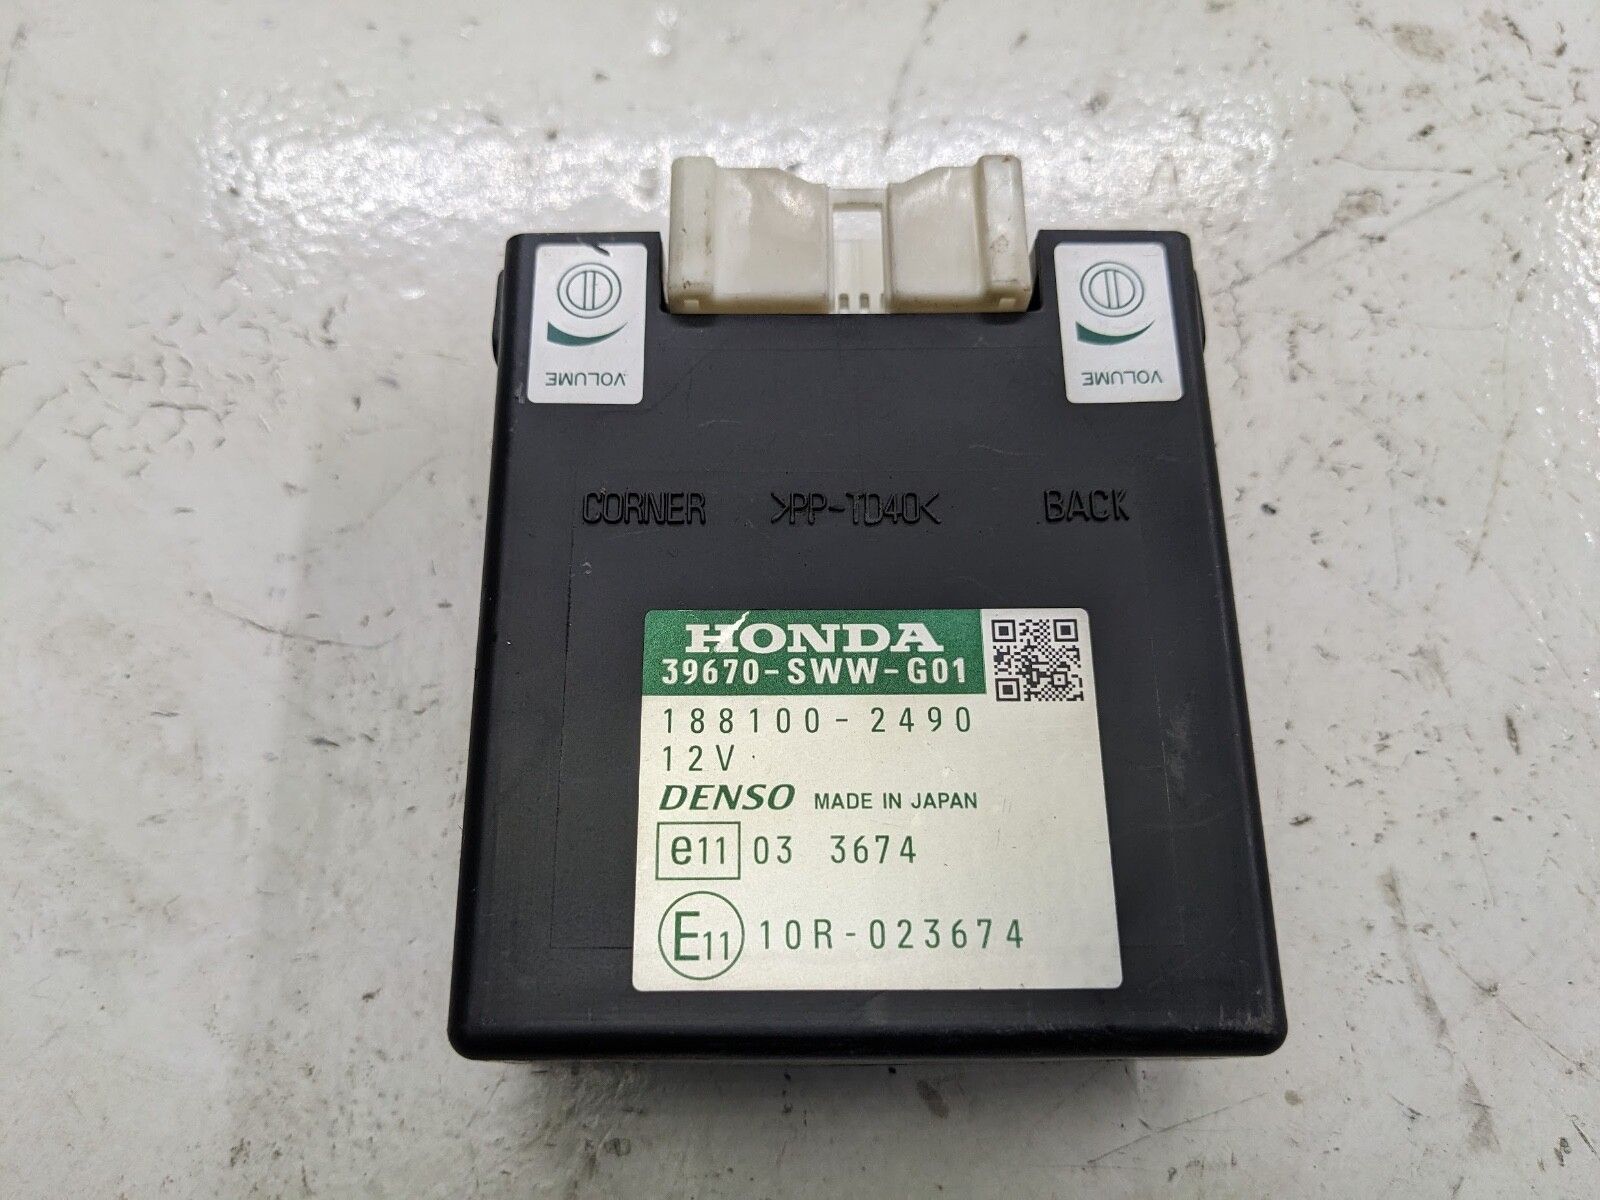 VOLUME
VOLUME
CORNER >PP-TD40< BACK
HONDA
39670-SWW-G01
188100-2490
12V
DENSO MADE IN JAPAN
e11 03 3674
E11 10R-023674